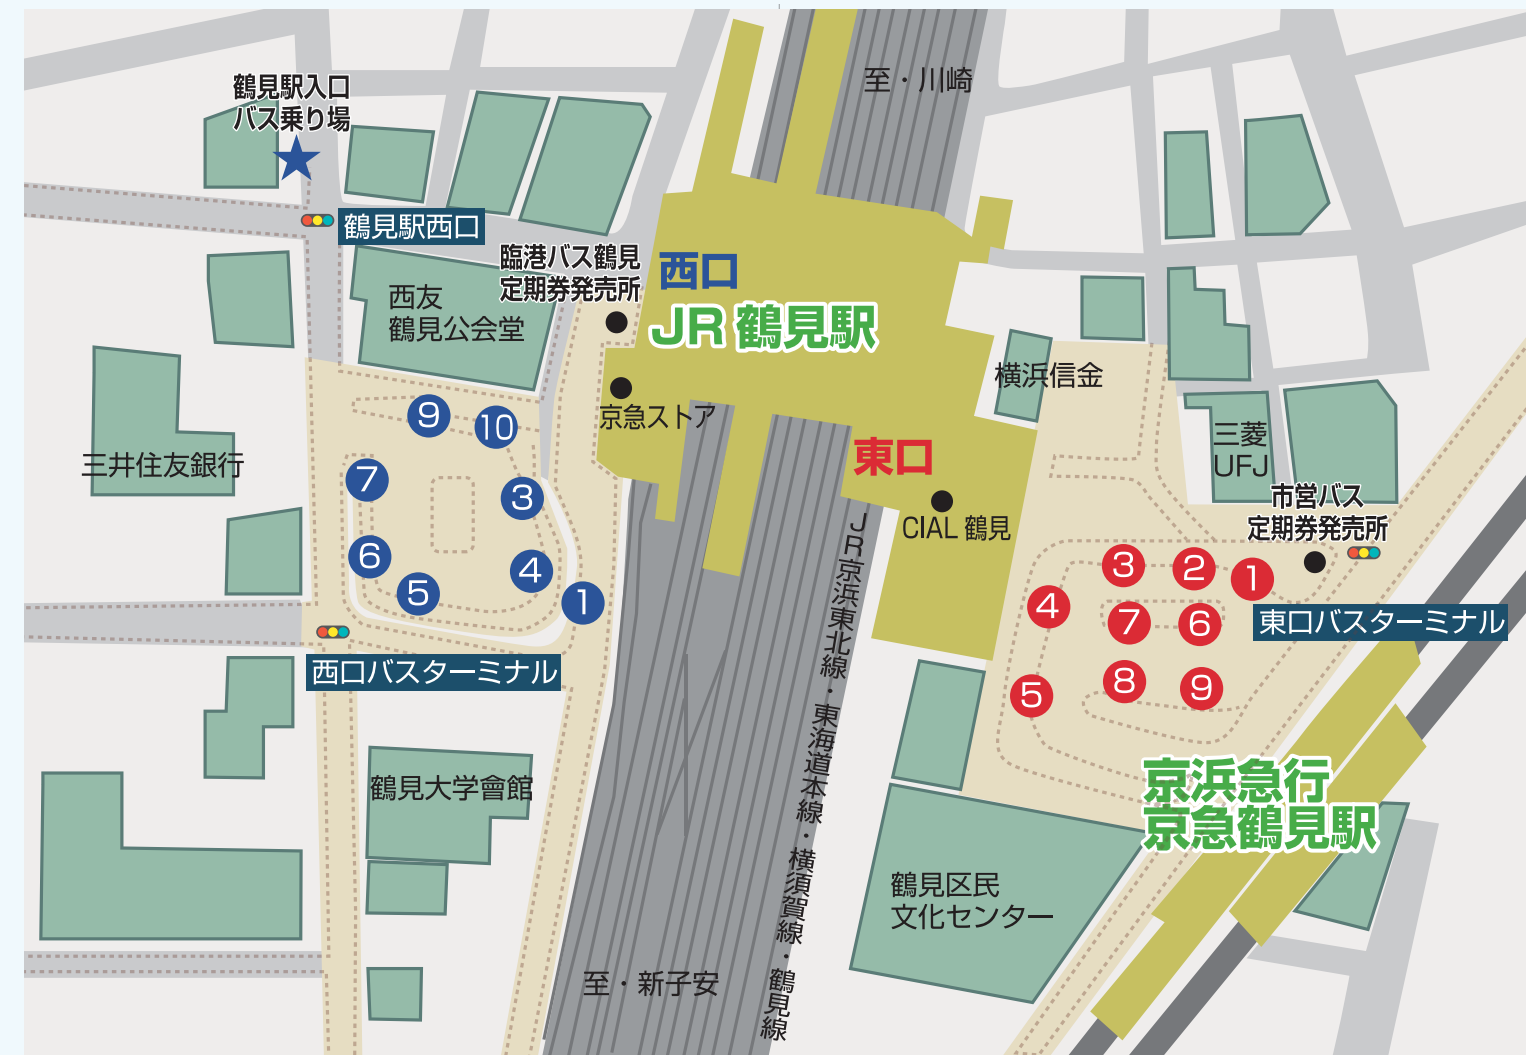 至・川崎
鶴見駅入口
バス乗り場
鶴見駅西口
臨港バス鶴見
定期券発売所
西口
JR 鶴見駅
西友
鶴見公会堂
京急ストア
横浜信金
東口
CIAL 鶴見
三菱
UFJ
市営バス
定期券発売所
三井住友銀行
9
10
7
3
6
4
5
1
3
2
1
4
7
6
5
8
9
東口バスターミナル
西口バスターミナル
JR京浜東北線・東海道本線・横須賀線・鶴見線
鶴見大学會館
京浜急行
京急鶴見駅
鶴見区民
文化センター
至・新子安